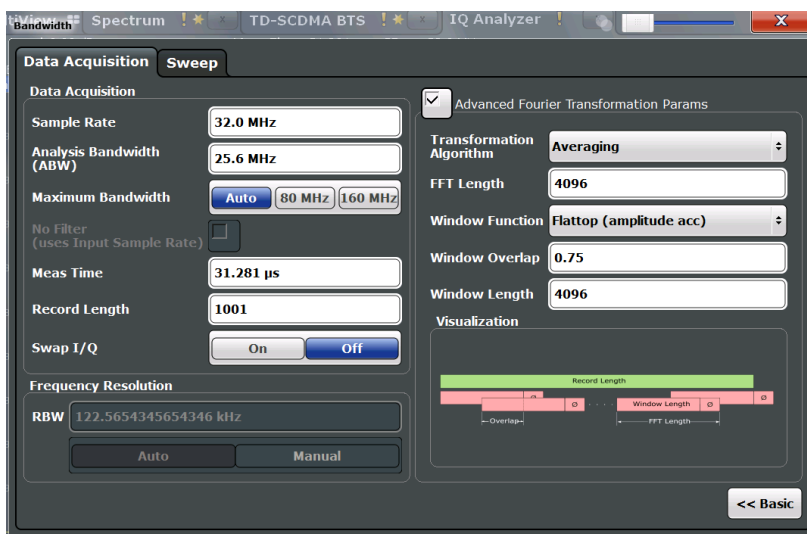 Bandwidth Spectrum ! TD-SCDMA BTS ! IQ Analyzer ! X
Data Acquisition Sweep
Data Acquisition
Sample Rate 32.0 MHz
Analysis Bandwidth (ABW) 25.6 MHz
Maximum Bandwidth Auto 80 MHz 160 MHz
No Filter
(uses Input Sample Rate)
Meas Time 31.281 µs
Record Length 1001
Swap I/Q On Off
Frequency Resolution
RBW 122.5654345654346 kHz
Auto Manual
Advanced Fourier Transformation Params
Transformation Algorithm Averaging
FFT Length 4096
Window Function Flattop (amplitude acc)
Window Overlap 0.75
Window Length 4096
Visualization
Record Length
Ø Ø
Ø Window Length Ø
Overlap FFT Length
<< Basic